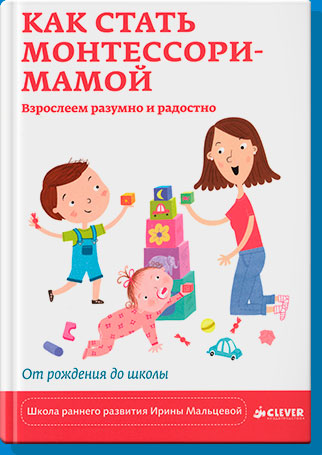 КАК СТАТЬ
МОНТЕССОРИ-
МАМОЙ
Взрослеем разумно и радостно
От рождения до школы
Школа раннего развития Ирины Мальцевой
CLEVER